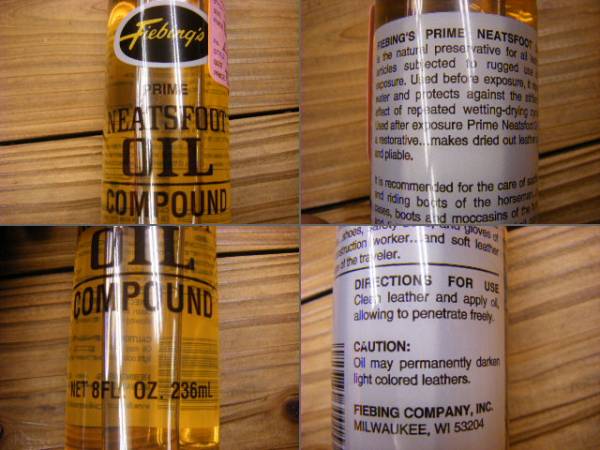 Fiebing's
PRIME
NEATSFOOT
OIL
COMPOUND
FIEBING'S PRIME NEATSFOOT
is the natural preservative for all
articles subjected to rugged use
exposure. Used before exposure, it
water and protects against the
effect of repeated wetting-drying
Used after exposure Prime Neatsfoot
a restorative...makes dried out leather
and pliable.
It is recommended for the care of
and riding boots of the horseman,
boots and moccasins of the
OIL
COMPOUND
NET 8FL. OZ. 236mL
shoes, and gloves of
construction worker...and soft leather
of the traveler.
DIRECTIONS FOR USE
Clean leather and apply oil,
allowing to penetrate freely.
CAUTION:
Oil may permanently darken
light colored leathers.
FIEBING COMPANY, INC.
MILWAUKEE, WI 53204